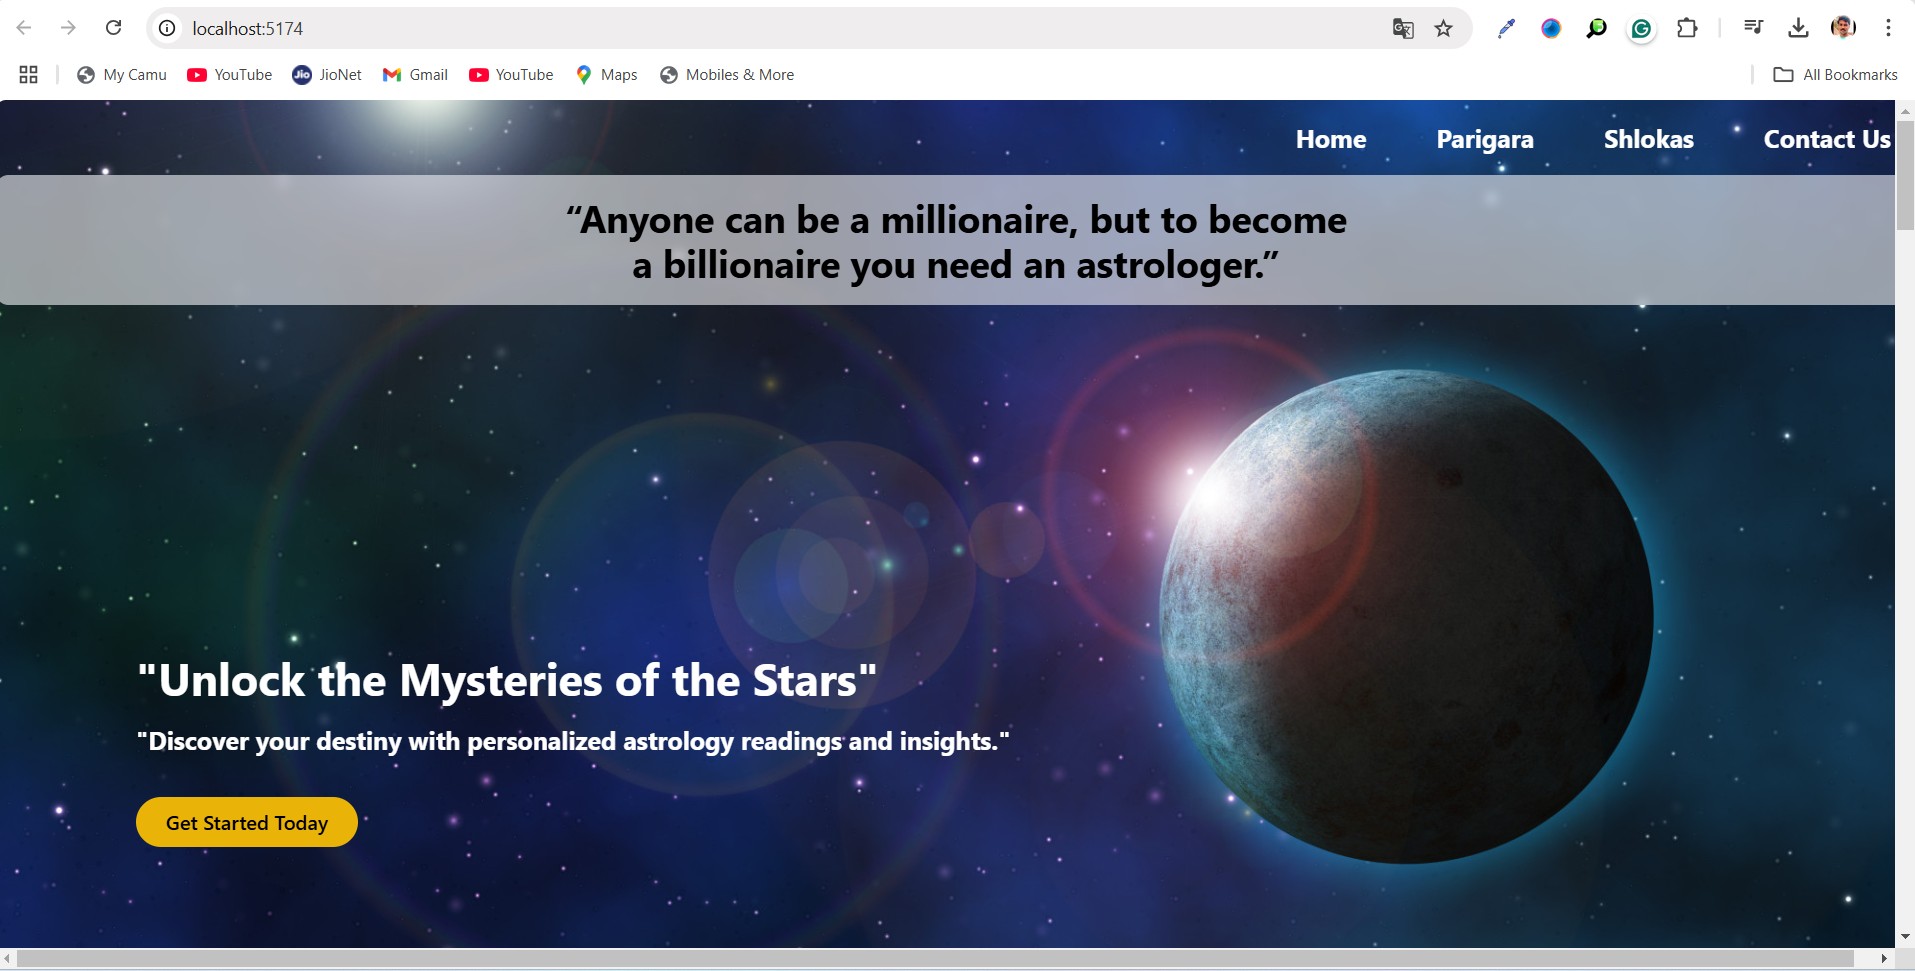 localhost:5174
My Camu YouTube JioNet Gmail YouTube Maps Mobiles & More All Bookmarks
Jio
Home Parigara Shlokas Contact Us
“Anyone can be a millionaire, but to become
a billionaire you need an astrologer.”
"Unlock the Mysteries of the Stars"
"Discover your destiny with personalized astrology readings and insights."
Get Started Today